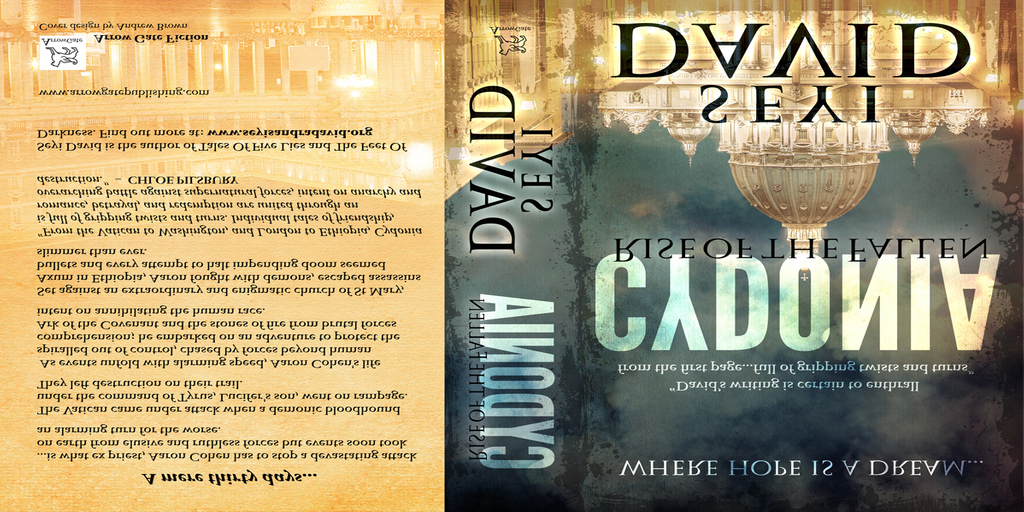 A mere thirty days...
...is what ex priest, Aaron Cohen has to stop a devastating attack
on earth from elusive and ruthless forces but events soon took
an alarming turn for the worse.
The Vatican came under attack when a demonic bloodhound
under the command of Tyrus, Lucifer's son, went on rampage.
They left destruction on their trail.
As events unfold with alarming speed, Aaron Cohen's life
spiralled out of control, chased by forces beyond human
comprehension; he embarked on an adventure to protect the
Ark of the Covenant and the stones of fire from brutal forces
intent on annihilating the human race.
Set against an extraordinary and enigmatic church of St Mary,
Axum in Ethiopia, Aaron fought with demons, escaped assassins
bullets and every attempt to halt impending doom seemed
slimmer than ever.
“From the Vatican to Washington, and London to Ethiopia, Cydonia
is full of gripping twists and turns. Individual tales of friendship,
romance, betrayal, and redemption are united through an
overarching battle against supernatural forces, intent on anarchy and
destruction.” – CHLOE PILSBURY
Seyi David is the author of Tales Of Five Lies and The Feet Of
Darkness. Find out more at: www.seyisandradavid.org
www.arrowgatepublishing.com
ArrowGate
Arrow Gate Fiction
Cover design by Andrew Brown
CYDONIA
RISE OF THE FALLEN
SEYI
DAVID
ArrowGate
WHERE HOPE IS A DREAM...
“David's writing is certain to enthrall
from the first page...full of gripping twists and turns”
CYDONIA
RISE OF THE FALLEN
SEYI
DAVID